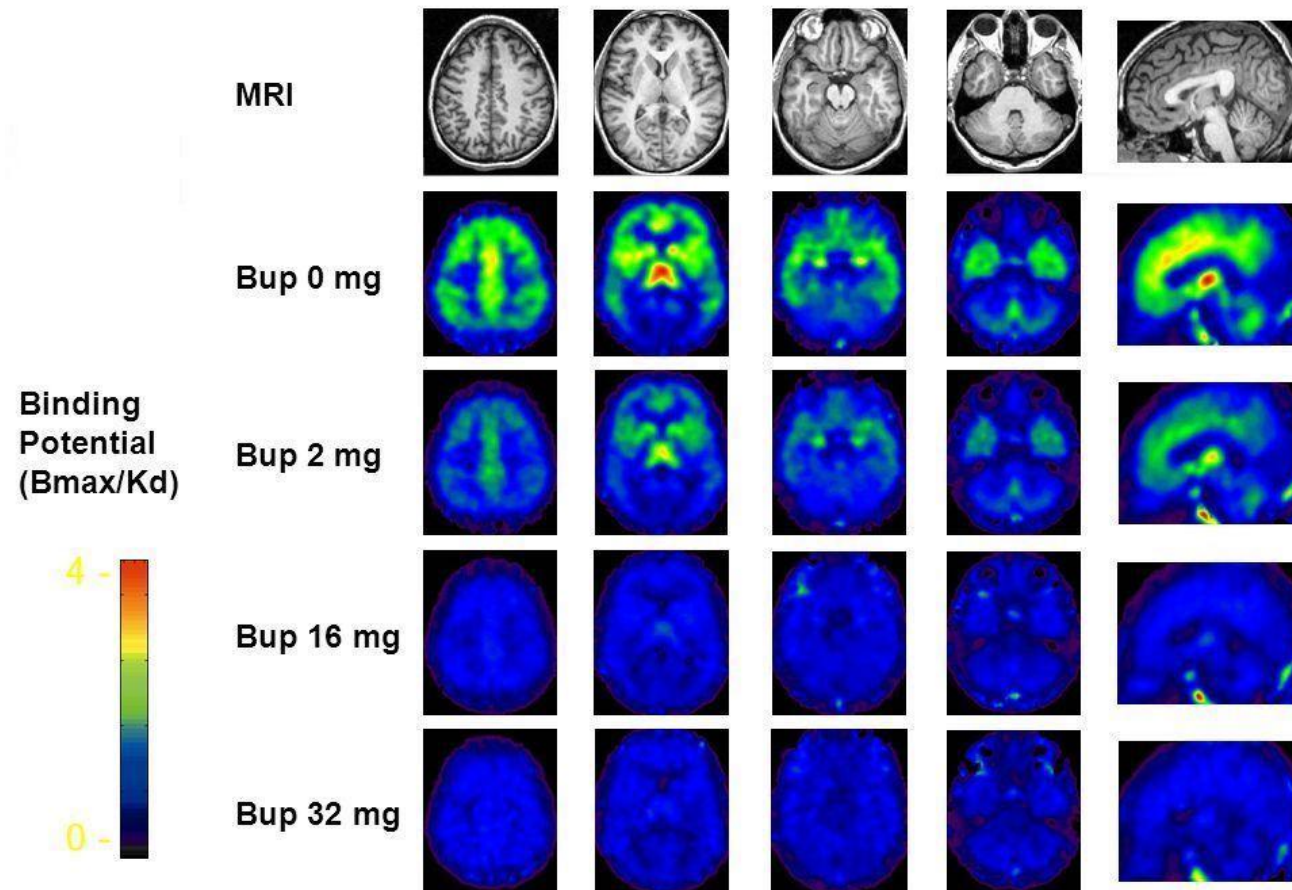 MRI
Bup 0 mg
Binding
Potential
(Bmax/Kd)
Bup 2 mg
4 -
Bup 16 mg
0 -
Bup 32 mg